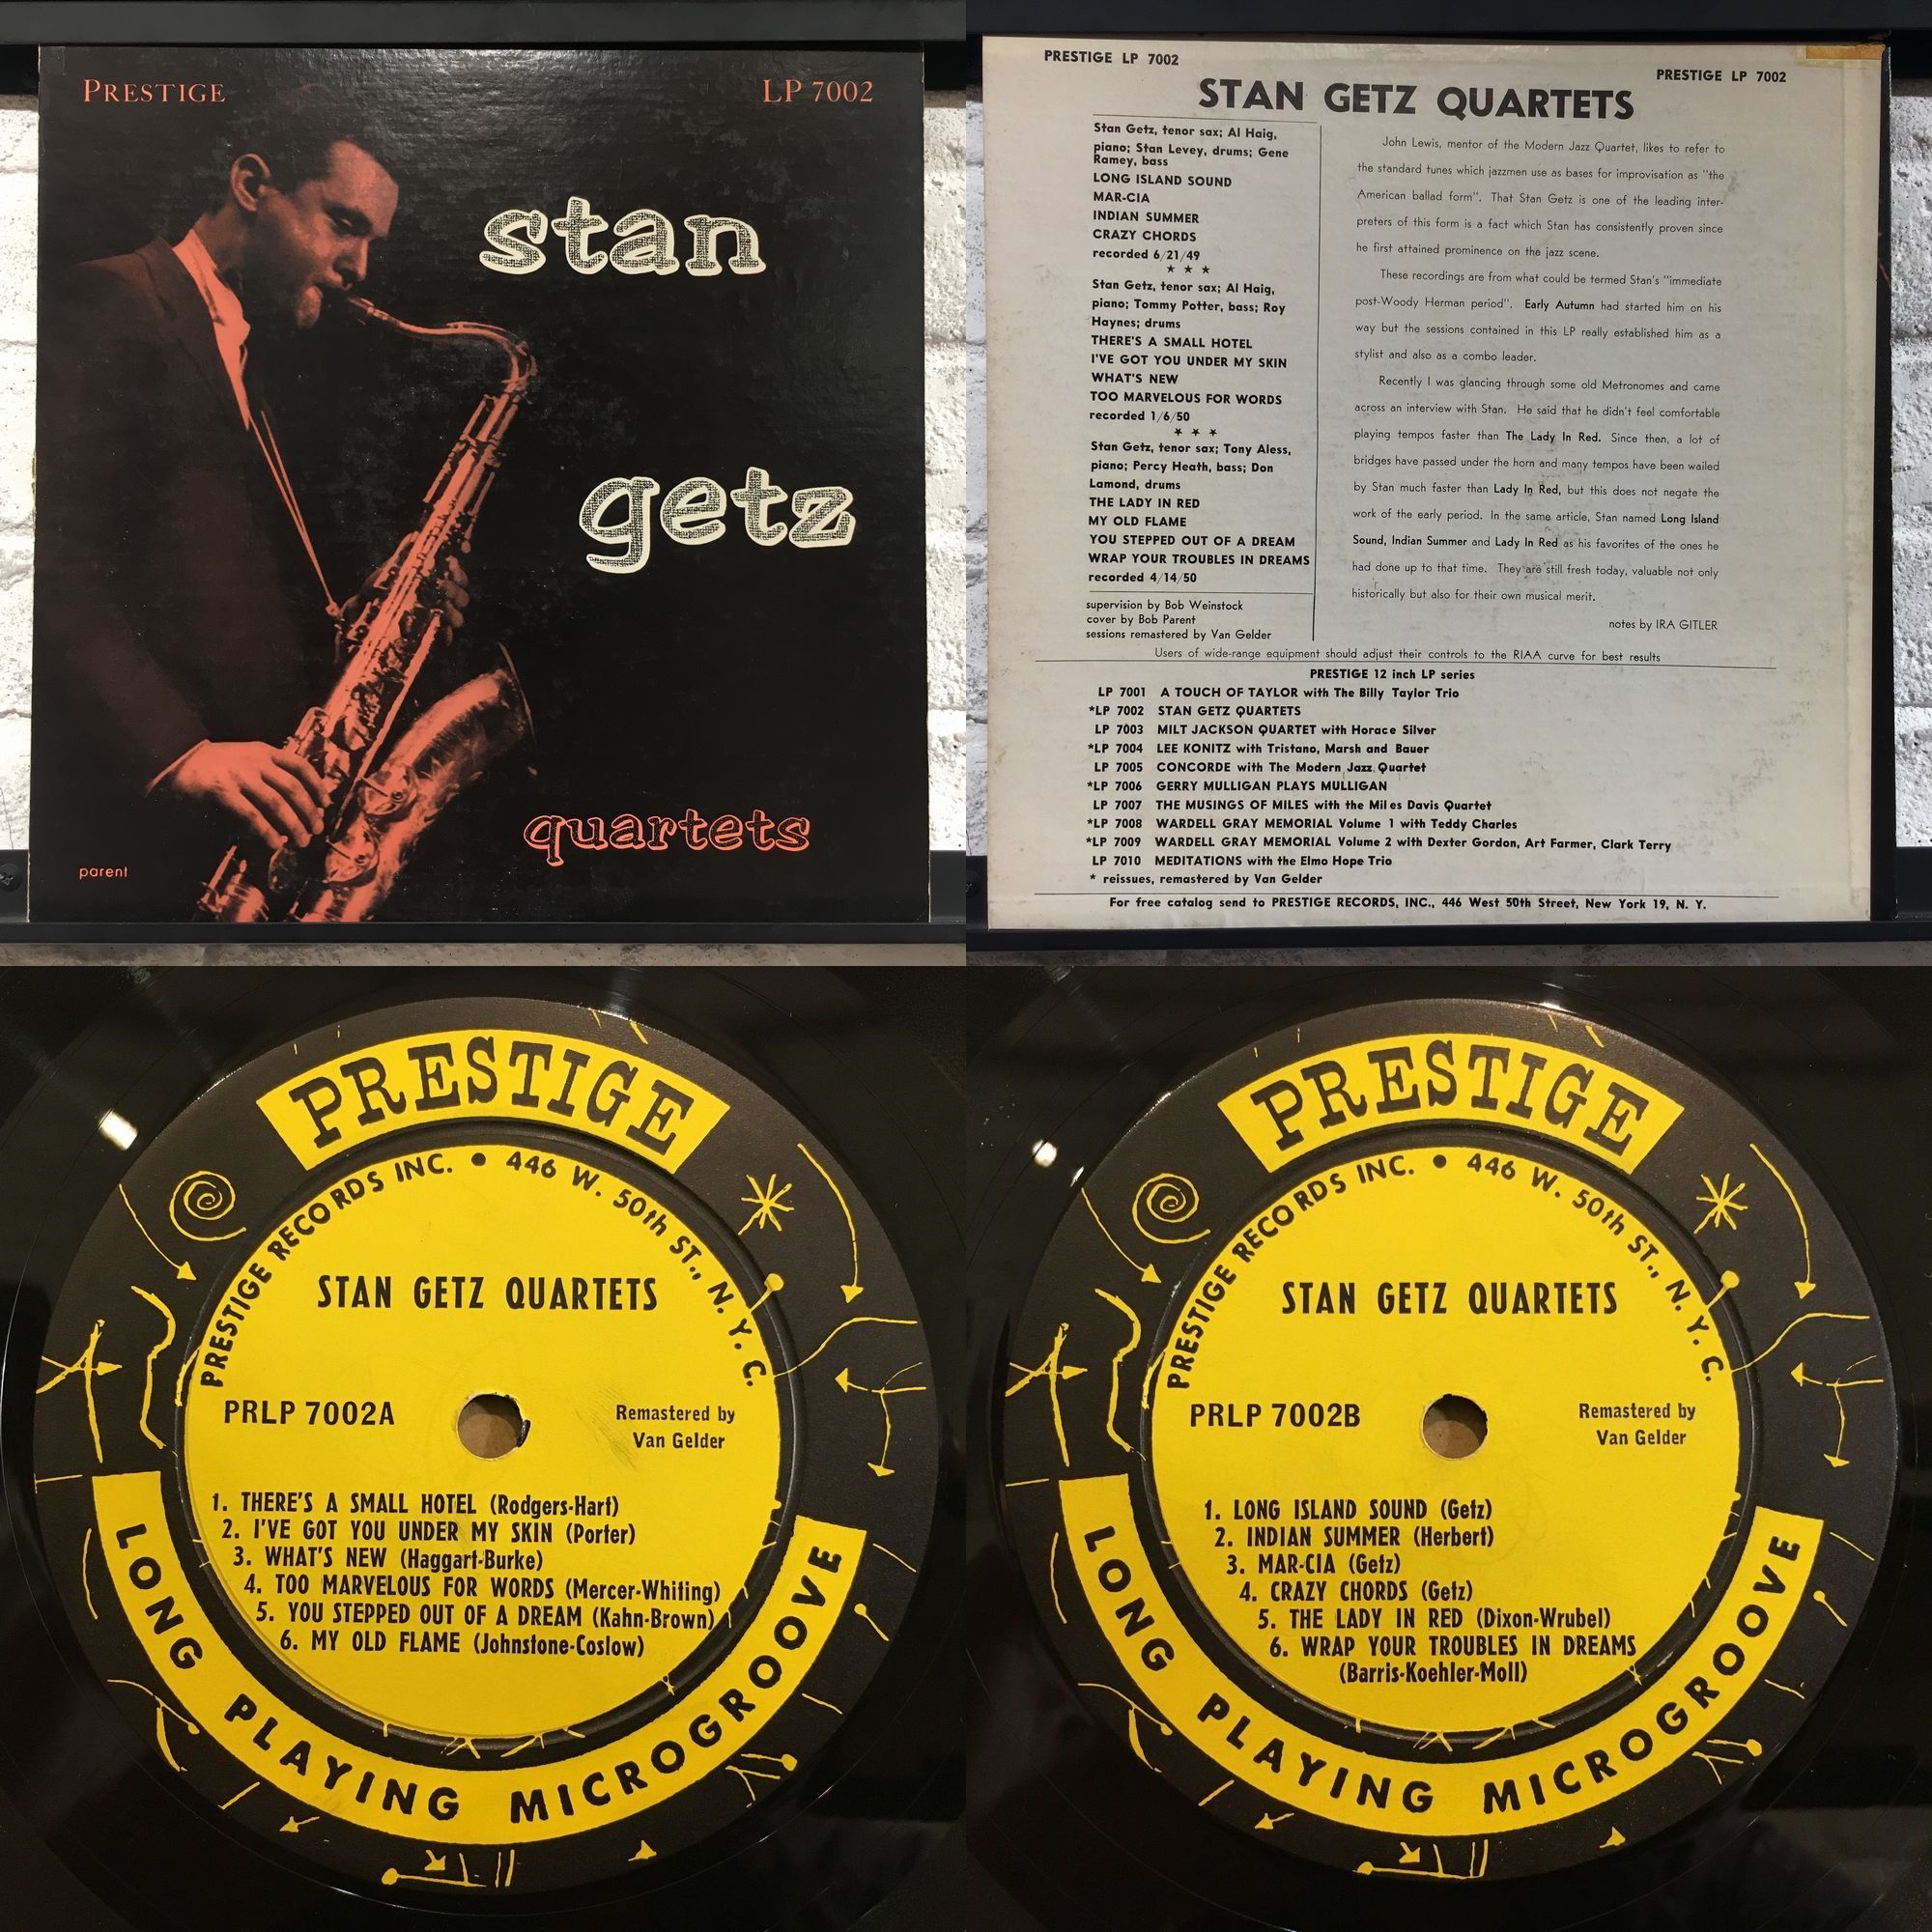 PRESTIGE
LP 7002
stan
getz
quartets
parent
PRESTIGE LP 7002
PRESTIGE LP 7002
STAN GETZ QUARTETS
Stan Getz, tenor sax; Al Haig,
piano; Stan Levey, drums; Gene
Ramey, bass
LONG ISLAND SOUND
MAR-CIA
INDIAN SUMMER
CRAZY CHORDS
recorded 6/21/49
★ ★ ★
Stan Getz, tenor sax; Al Haig,
piano; Tommy Potter, bass; Roy
Haynes; drums
THERE'S A SMALL HOTEL
I'VE GOT YOU UNDER MY SKIN
WHAT'S NEW
TOO MARVELOUS FOR WORDS
recorded 1/6/50
★ ★ ★
Stan Getz, tenor sax; Tony Aless,
piano; Percy Heath, bass; Don
Lamond, drums
THE LADY IN RED
MY OLD FLAME
YOU STEPPED OUT OF A DREAM
WRAP YOUR TROUBLES IN DREAMS
recorded 4/14/50
supervision by Bob Weinstock
cover by Bob Parent
sessions remastered by Van Gelder
John Lewis, mentor of the Modern Jazz Quartet, likes to refer to
the standard tunes which jazzmen use as bases for improvisation as "the
American ballad form". That Stan Getz is one of the leading inter-
preters of this form is a fact which Stan has consistently proven since
he first attained prominence on the jazz scene.
These recordings are from what could be termed Stan's "immediate
post-Woody Herman period". Early Autumn had started him on his
way but the sessions contained in this LP really established him as a
stylist and also as a combo leader.
Recently I was glancing through some old Metronomes and came
across an interview with Stan. He said that he didn't feel comfortable
playing tempos faster than The Lady In Red. Since then, a lot of
bridges have passed under the horn and many tempos have been wailed
by Stan much faster than Lady In Red, but this does not negate the
work of the early period. In the same article, Stan named Long Island
Sound, Indian Summer and Lady In Red as his favorites of the ones he
had done up to that time. They are still fresh today, valuable not only
historically but also for their own musical merit.
notes by IRA GITLER
Users of wide-range equipment should adjust their controls to the RIAA curve for best results
PRESTIGE 12 inch LP series
LP 7001 A TOUCH OF TAYLOR with The Billy Taylor Trio
*LP 7002 STAN GETZ QUARTETS
LP 7003 MILT JACKSON QUARTET with Horace Silver
*LP 7004 LEE KONITZ with Tristano, Marsh and Bauer
LP 7005 CONCORDE with The Modern Jazz Quartet
*LP 7006 GERRY MULLIGAN PLAYS MULLIGAN
LP 7007 THE MUSINGS OF MILES with the Miles Davis Quartet
*LP 7008 WARDELL GRAY MEMORIAL Volume 1 with Teddy Charles
*LP 7009 WARDELL GRAY MEMORIAL Volume 2 with Dexter Gordon, Art Farmer, Clark Terry
LP 7010 MEDITATIONS with the Elmo Hope Trio
* reissues, remastered by Van Gelder
For free catalog send to PRESTIGE RECORDS, INC., 446 West 50th Street, New York 19, N. Y.
PRESTIGE
PRESTIGE RECORDS INC. • 446 W. 50th ST., N. Y. C.
STAN GETZ QUARTETS
PRLP 7002A
Remastered by
Van Gelder
1. THERE'S A SMALL HOTEL (Rodgers-Hart)
2. I'VE GOT YOU UNDER MY SKIN (Porter)
3. WHAT'S NEW (Haggart-Burke)
4. TOO MARVELOUS FOR WORDS (Mercer-Whiting)
5. YOU STEPPED OUT OF A DREAM (Kahn-Brown)
6. MY OLD FLAME (Johnstone-Coslow)
LONG PLAYING MICROGROOVE
PRESTIGE
PRESTIGE RECORDS INC. • 446 W. 50th ST., N. Y. C.
STAN GETZ QUARTETS
PRLP 7002B
Remastered by
Van Gelder
1. LONG ISLAND SOUND (Getz)
2. INDIAN SUMMER (Herbert)
3. MAR-CIA (Getz)
4. CRAZY CHORDS (Getz)
5. THE LADY IN RED (Dixon-Wrubel)
6. WRAP YOUR TROUBLES IN DREAMS
(Barris-Koehler-Moll)
LONG PLAYING MICROGROOVE